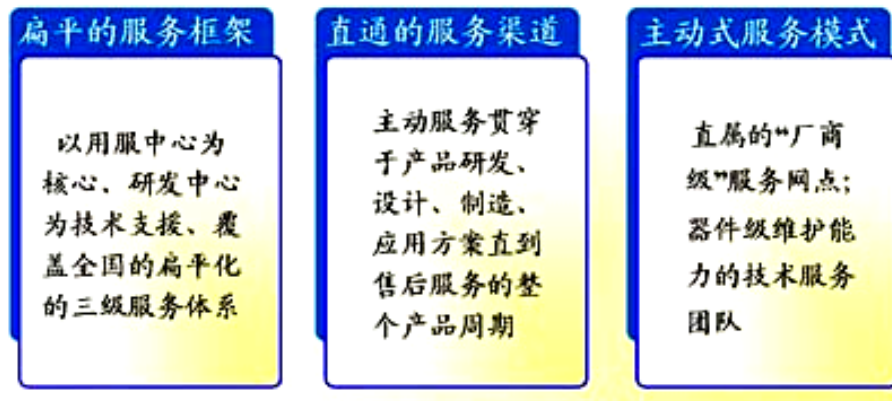 扁平的服务框架
以用服中心为
核心、研发中心
为技术支援、覆
盖全国的扁平化
的三级服务体系
直通的服务渠道
主动服务贯穿
于产品研发、
设计、制造、
应用方案直到
售后服务的整
个产品周期
主动式服务模式
直属的“厂商
级”服务网点；
器件级维护能
力的技术服务
团队